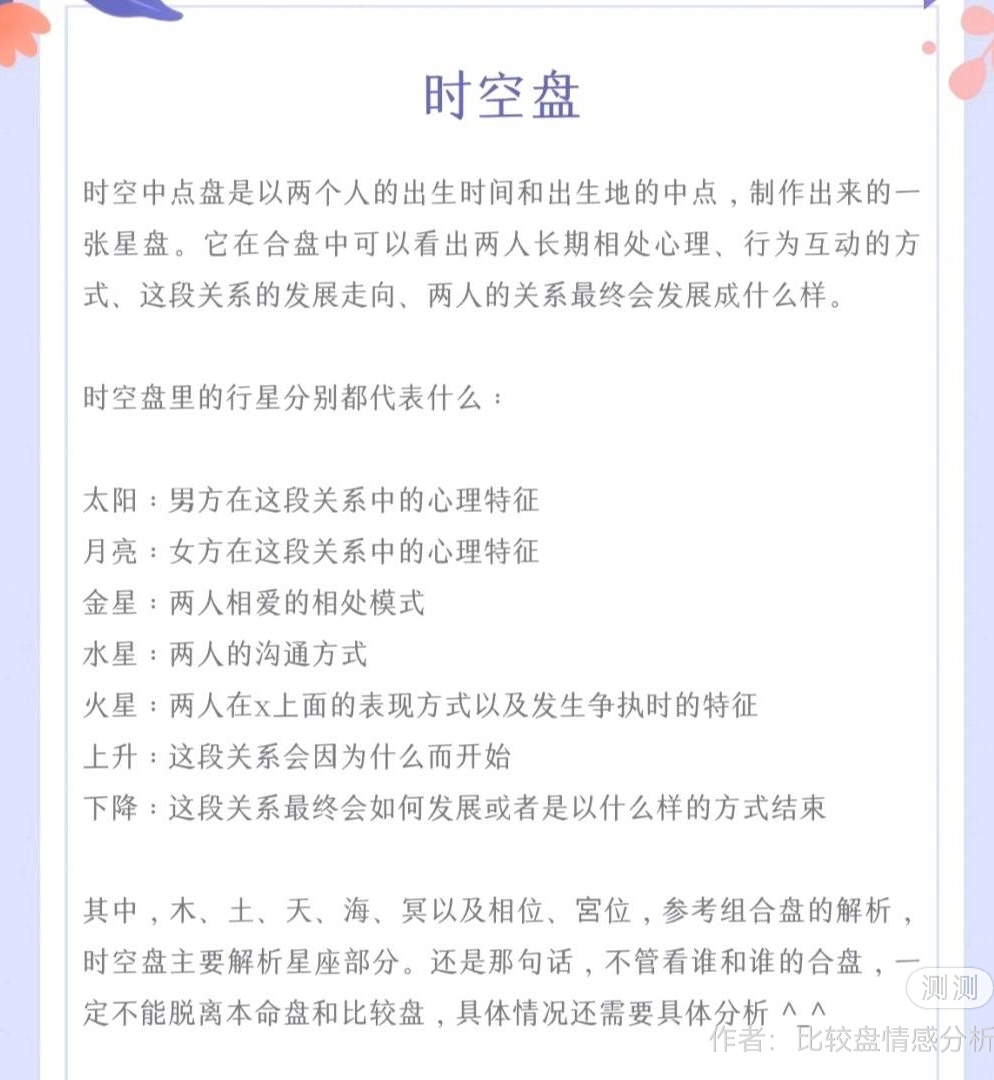 时空盘
时空中点盘是以两个人的出生时间和出生地的中点，制作出来的一
张星盘。它在合盘中可以看出两人长期相处心理、行为互动的方
式、这段关系的发展走向、两人的关系最终会发展成什么样。
时空盘里的行星分别都代表什么：
太阳：男方在这段关系中的心理特征
月亮：女方在这段关系中的心理特征
金星：两人相爱的相处模式
水星：两人的沟通方式
火星：两人在x上面的表现方式以及发生争执时的特征
上升：这段关系会因为什么而开始
下降：这段关系最终会如何发展或者是以什么样的方式结束
其中，木、土、天、海、冥以及相位、宫位，参考组合盘的解析，
时空盘主要解析星座部分。还是那句话，不管看谁和谁的合盘，一
定不能脱离本命盘和比较盘，具体情况还需要具体分析 ^_^
测测
作者：比较盘情感分析